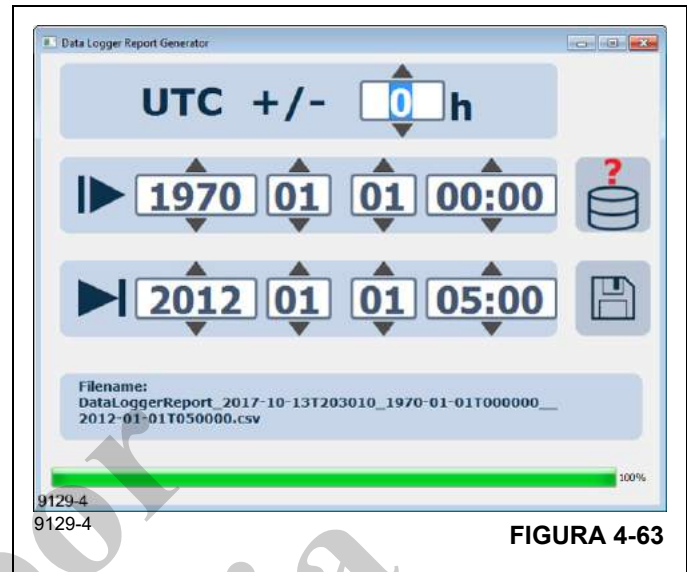 Data Logger Report Generator
UTC +/- 0 h
1970 01 01 00:00
?
2012 01 01 05:00
Filename:
DataLoggerReport_2017-10-13T203010_1970-01-01T000000__
2012-01-01T050000.csv
100%
9129-4
9129-4
FIGURA 4-63